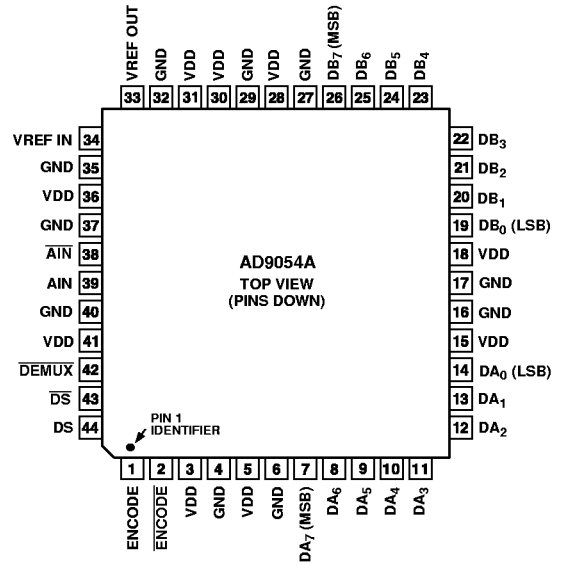 VREF OUT
GND
VDD
VDD
GND
VDD
GND
DB7 (MSB)
DB6
DB5
DB4
33 32 31 30 29 28 27 26 25 24 23
VREF IN 34
GND 35
VDD 36
GND 37
A̅I̅N̅ 38
AIN 39
GND 40
VDD 41
D̅E̅M̅U̅X̅ 42
D̅S̅ 43
DS 44
AD9054A
TOP VIEW
(PINS DOWN)
PIN 1
IDENTIFIER
22 DB3
21 DB2
20 DB1
19 DB0 (LSB)
18 VDD
17 GND
16 GND
15 VDD
14 DA0 (LSB)
13 DA1
12 DA2
1 2 3 4 5 6 7 8 9 10 11
ENCODE
E̅N̅C̅O̅D̅E̅
VDD
GND
VDD
GND
DA7 (MSB)
DA6
DA5
DA4
DA3